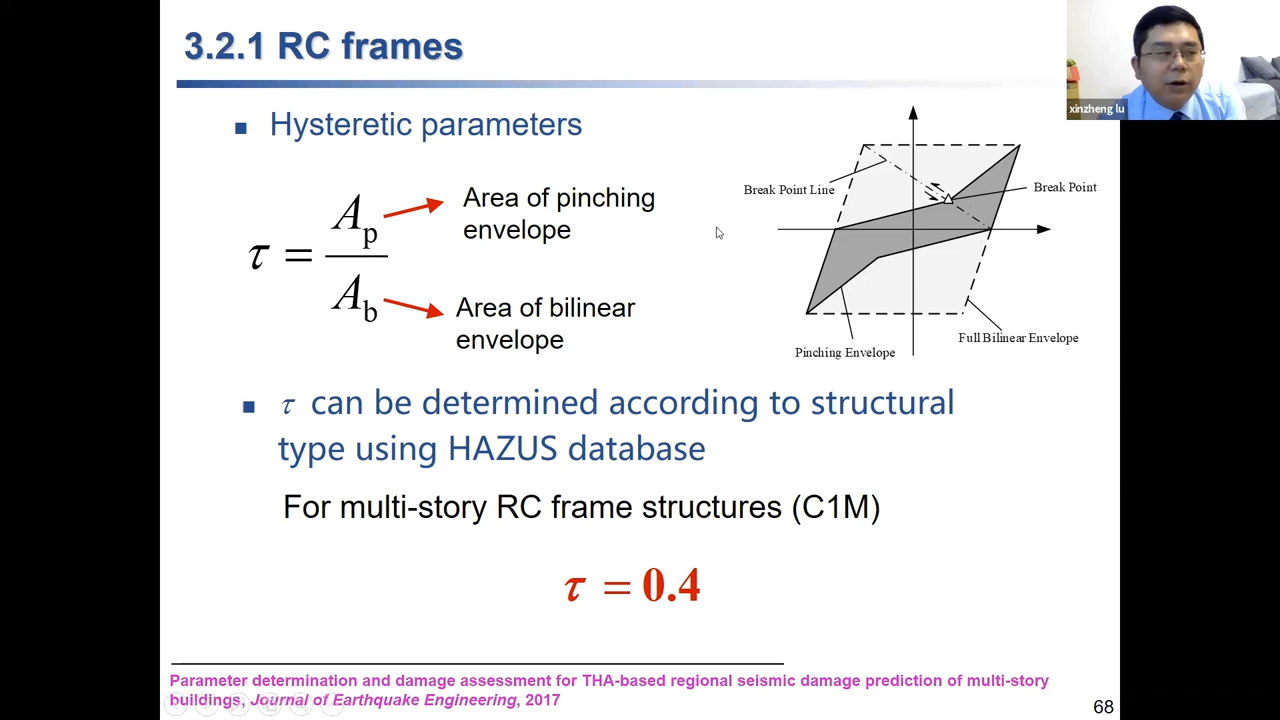 3.2.1 RC frames
xinzheng lu
Hysteretic parameters
τ = Ap / Ab
Area of pinching
envelope
Area of bilinear
envelope
Break Point Line
Break Point
Full Bilinear Envelope
Pinching Envelope
τ can be determined according to structural
type using HAZUS database
For multi-story RC frame structures (C1M)
τ = 0.4
Parameter determination and damage assessment for THA-based regional seismic damage prediction of multi-story
buildings, Journal of Earthquake Engineering, 2017
68